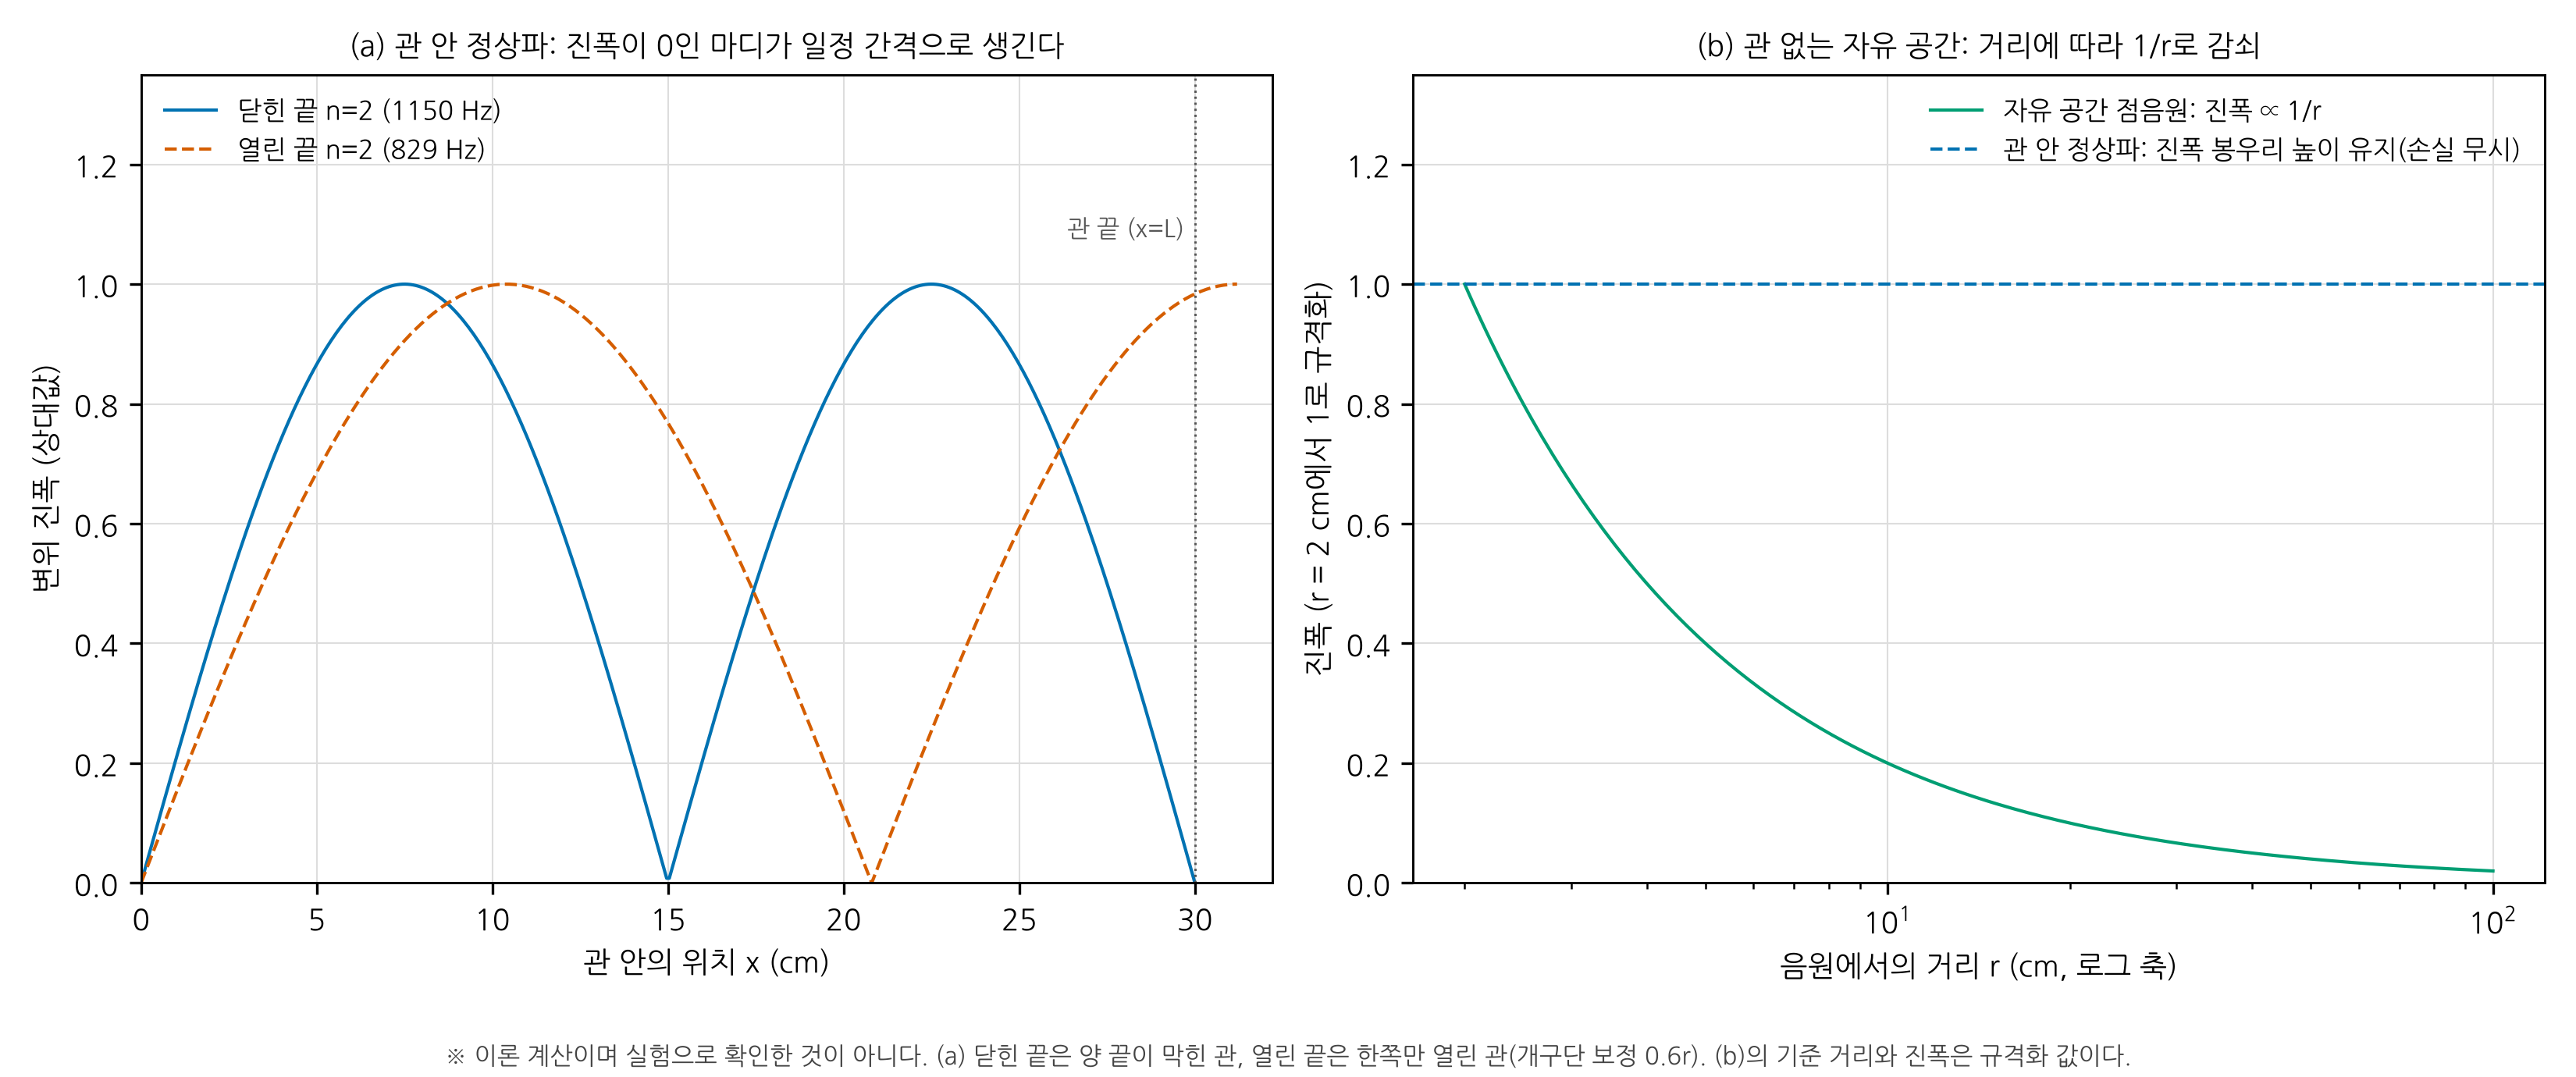 (a) 관 안 정상파: 진폭이 0인 마디가 일정 간격으로 생긴다
닫힌 끝 n=2 (1150 Hz)
열린 끝 n=2 (829 Hz)
관 끝 (x=L)
변위 진폭 (상대값)
1.2
1.0
0.8
0.6
0.4
0.2
0.0
0 5 10 15 20 25 30
관 안의 위치 x (cm)
(b) 관 없는 자유 공간: 거리에 따라 1/r로 감쇠
자유 공간 점음원: 진폭 ∝ 1/r
관 안 정상파: 진폭 봉우리 높이 유지(손실 무시)
진폭 (r = 2 cm에서 1로 규격화)
1.2
1.0
0.8
0.6
0.4
0.2
0.0
10¹ 10²
음원에서의 거리 r (cm, 로그 축)
※ 이론 계산이며 실험으로 확인한 것이 아니다. (a) 닫힌 끝은 양 끝이 막힌 관, 열린 끝은 한쪽만 열린 관(개구단 보정 0.6r). (b)의 기준 거리와 진폭은 규격화 값이다.